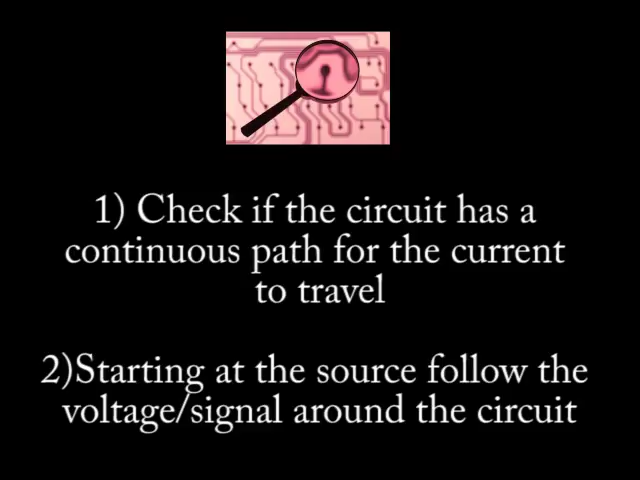 1) Check if the circuit has a
continuous path for the current
to travel
2)Starting at the source follow the
voltage/signal around the circuit